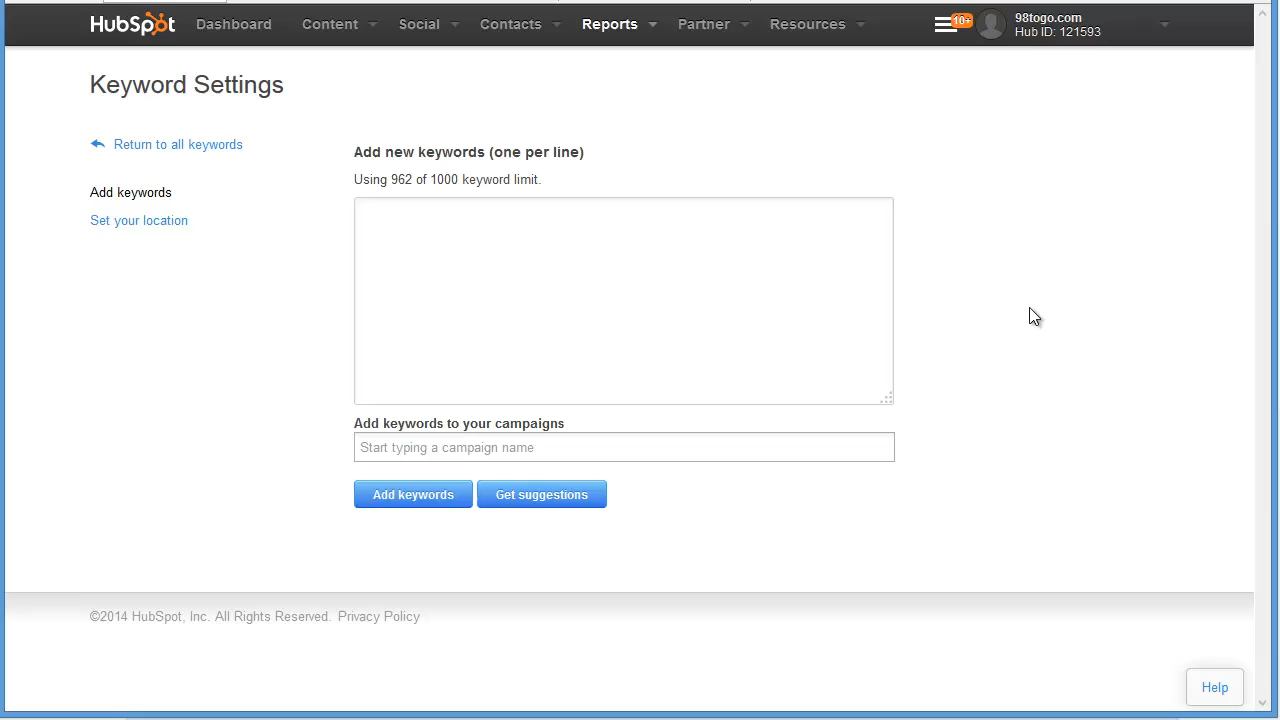 HubSpot Dashboard Content Social Contacts Reports Partner Resources 10+ 98togo.com
Hub ID: 121593
Keyword Settings
Return to all keywords
Add keywords
Set your location
Add new keywords (one per line)
Using 962 of 1000 keyword limit.
Add keywords to your campaigns
Start typing a campaign name
Add keywords Get suggestions
©2014 HubSpot, Inc. All Rights Reserved. Privacy Policy
Help